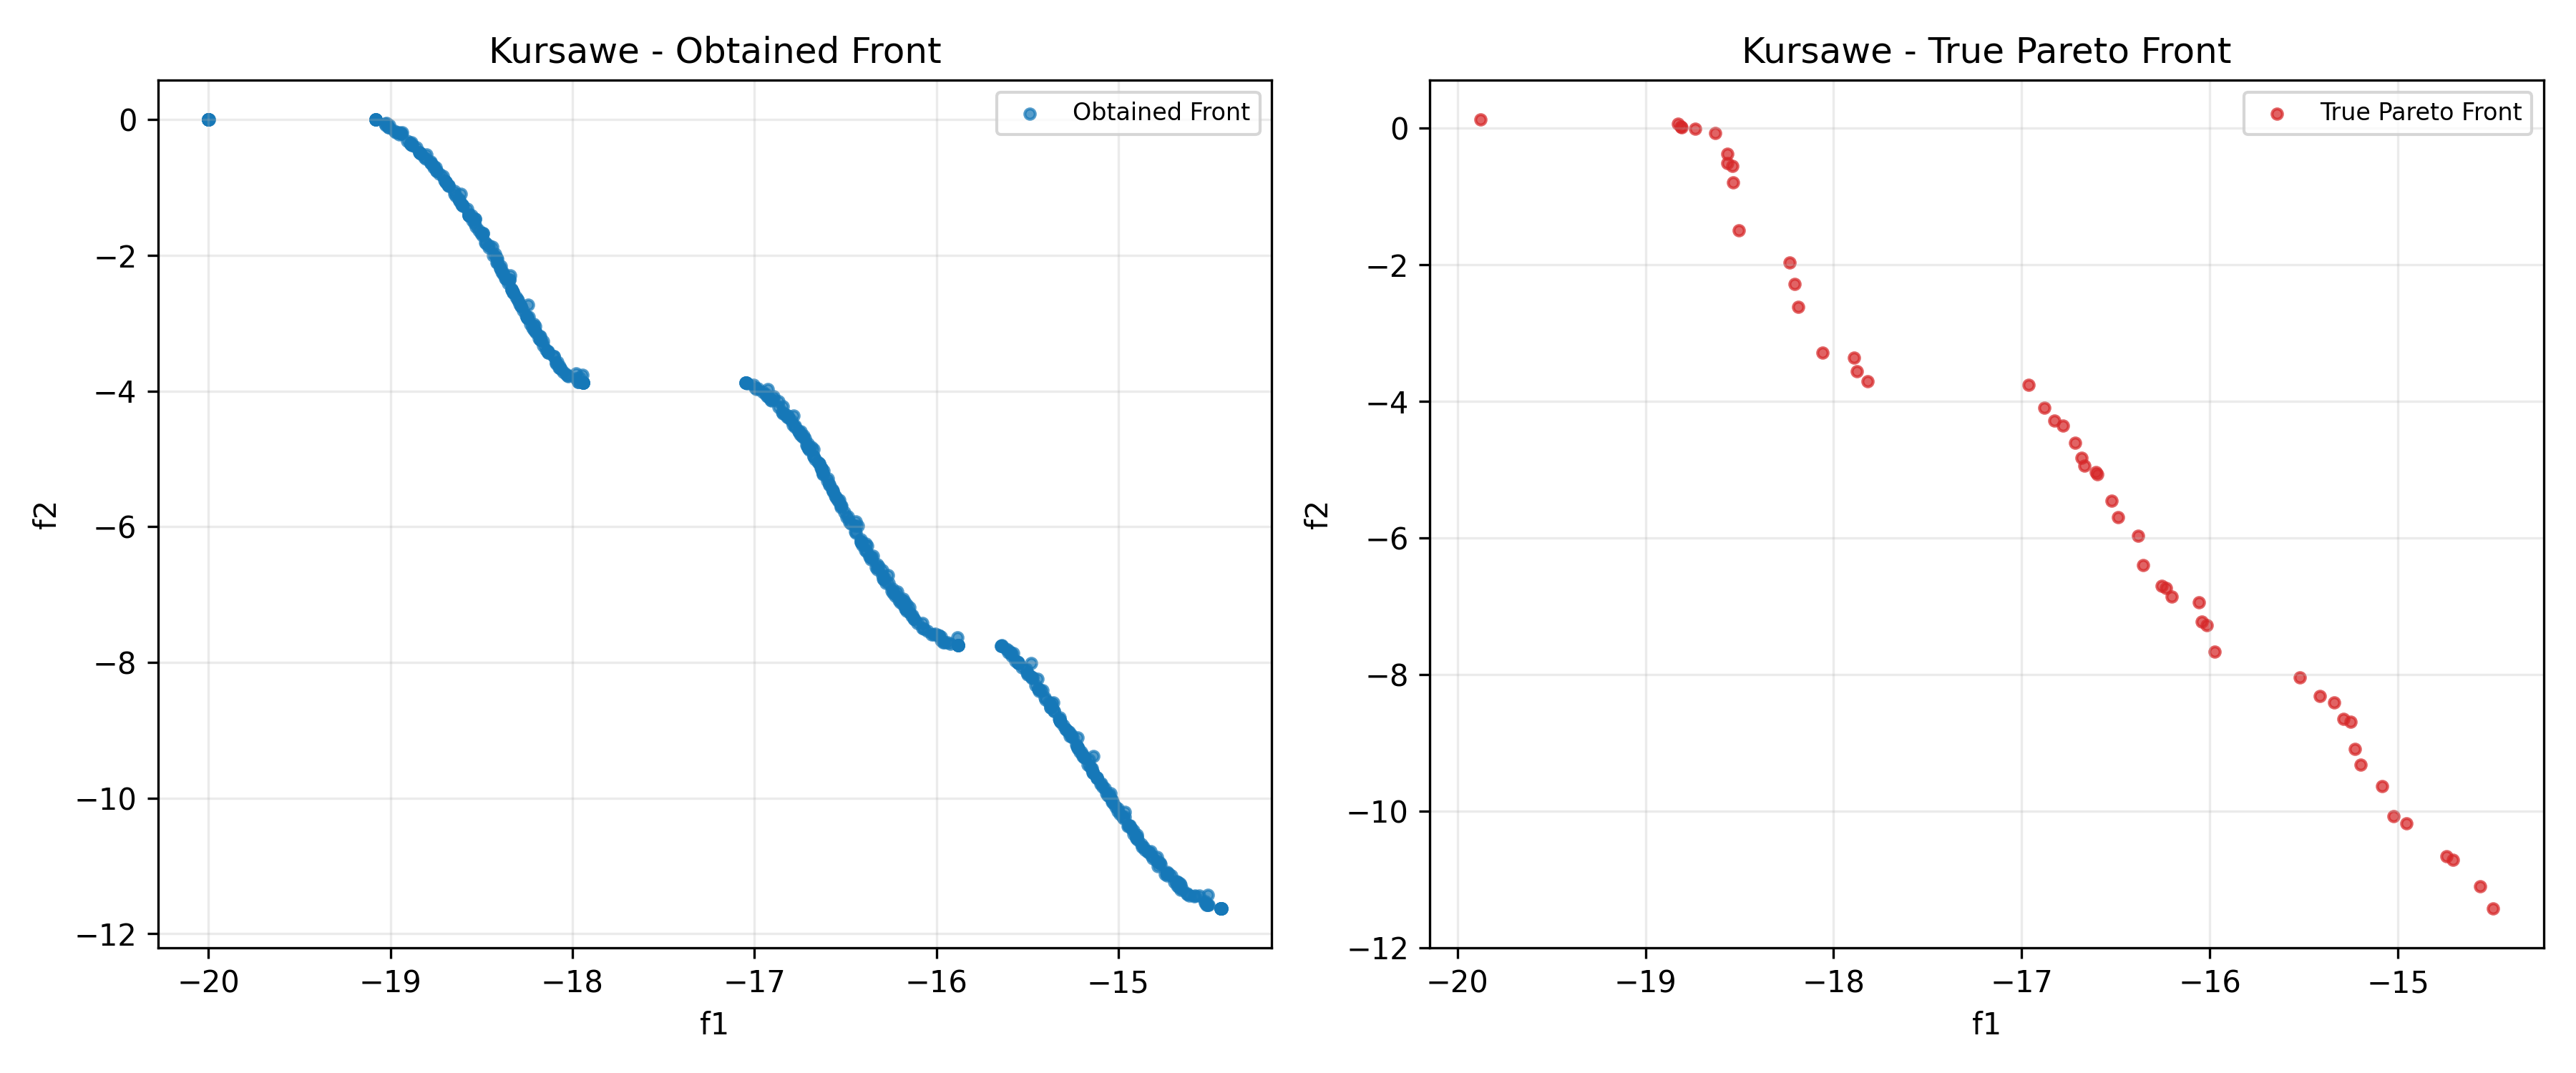 Kursawe - Obtained Front
Obtained Front
0
−2
−4
−6
−8
−10
−12
f2
−20 −19 −18 −17 −16 −15
f1
Kursawe - True Pareto Front
True Pareto Front
0
−2
−4
−6
−8
−10
−12
f2
−20 −19 −18 −17 −16 −15
f1